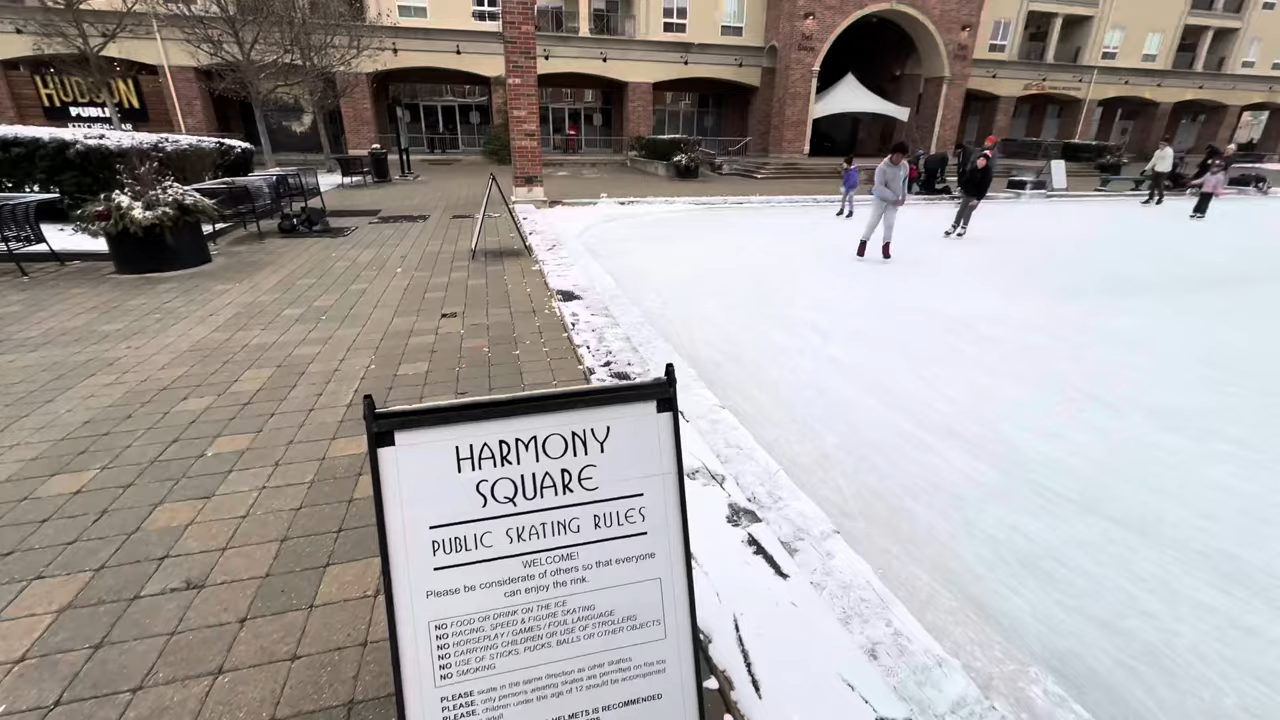 HUDSON
PUBLIC
HARMONY
SQUARE
PUBLIC SKATING RULES
WELCOME!
Please be considerate of others so that everyone
can enjoy the rink.
NO FOOD OR DRINK ON THE ICE
NO RACING, SPEED & FIGURE SKATING
NO HORSEPLAY / GAMES / FOUL LANGUAGE
NO CARRYING CHILDREN OR USE OF STROLLERS
NO USE OF STICKS, PUCKS, BALLS OR OTHER OBJECTS
NO SMOKING
PLEASE skate in the same direction as other skaters
PLEASE, only persons wearing skates are permitted on the ice
PLEASE, children under the age of 12 should be accompanied
adult
HELMETS IS RECOMMENDED